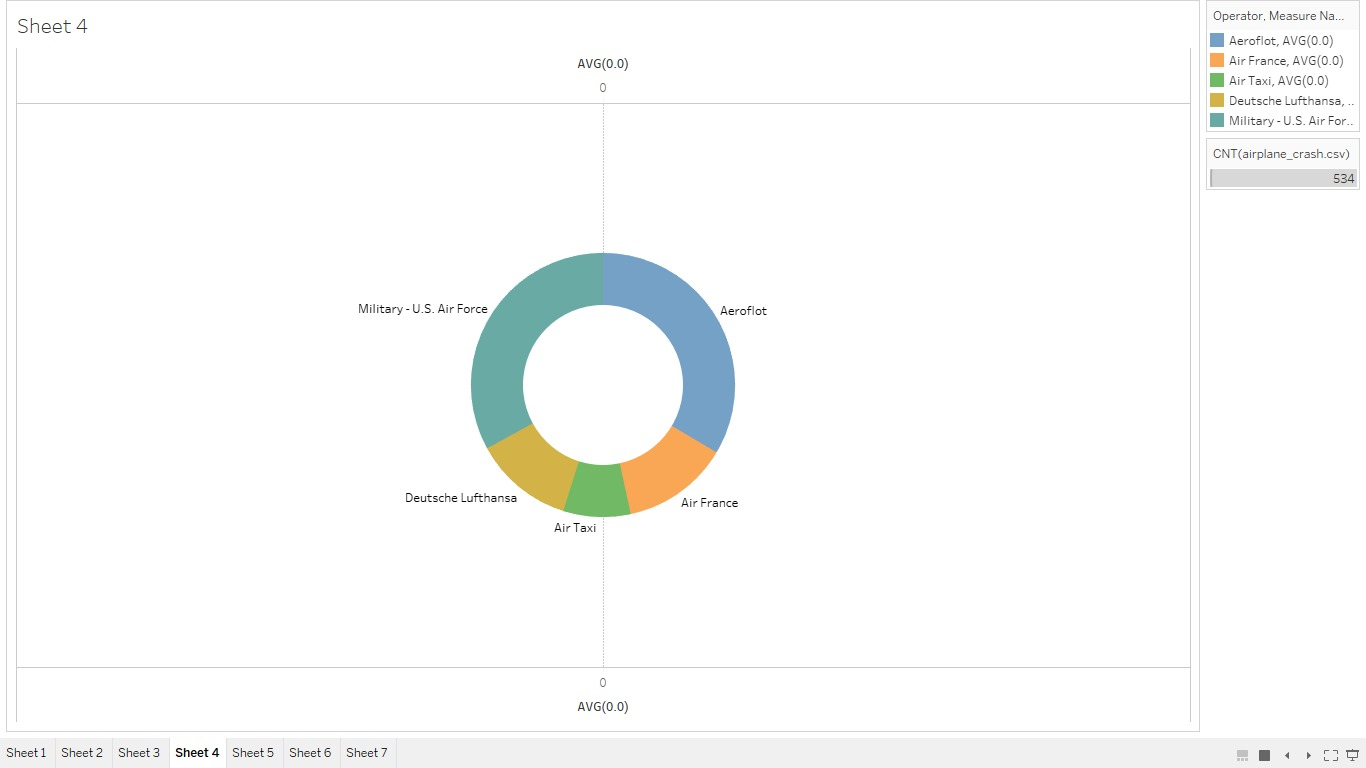 Sheet 4
AVG(0.0)
0
Military - U.S. Air Force
Aeroflot
Deutsche Lufthansa
Air France
Air Taxi
0
AVG(0.0)
Operator, Measure Na...
Aeroflot, AVG(0.0)
Air France, AVG(0.0)
Air Taxi, AVG(0.0)
Deutsche Lufthansa, ..
Military - U.S. Air For..
CNT(airplane_crash.csv)
534
Sheet 1 Sheet 2 Sheet 3 Sheet 4 Sheet 5 Sheet 6 Sheet 7